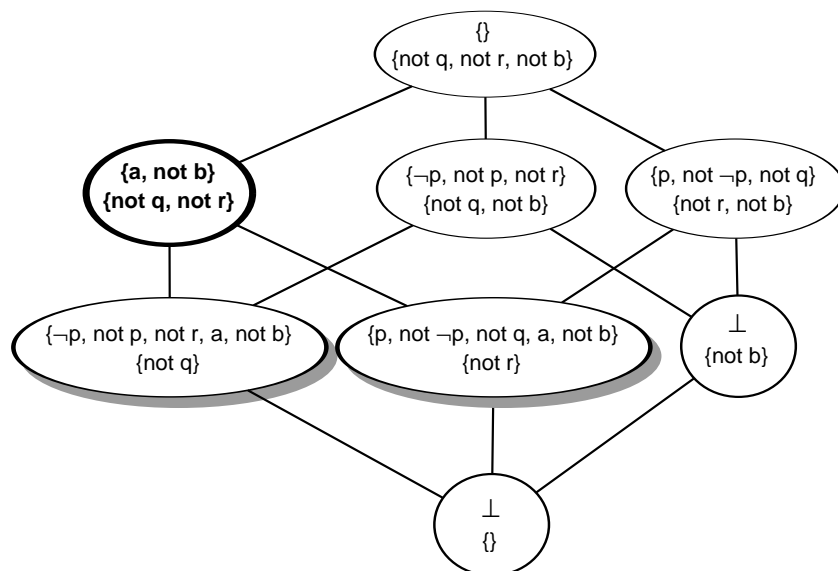 {}
{not q, not r, not b}
{a, not b}
{not q, not r}
{¬p, not p, not r}
{not q, not b}
{p, not ¬p, not q}
{not r, not b}
{¬p, not p, not r, a, not b}
{not q}
{p, not ¬p, not q, a, not b}
{not r}
⊥
{not b}
⊥
{}